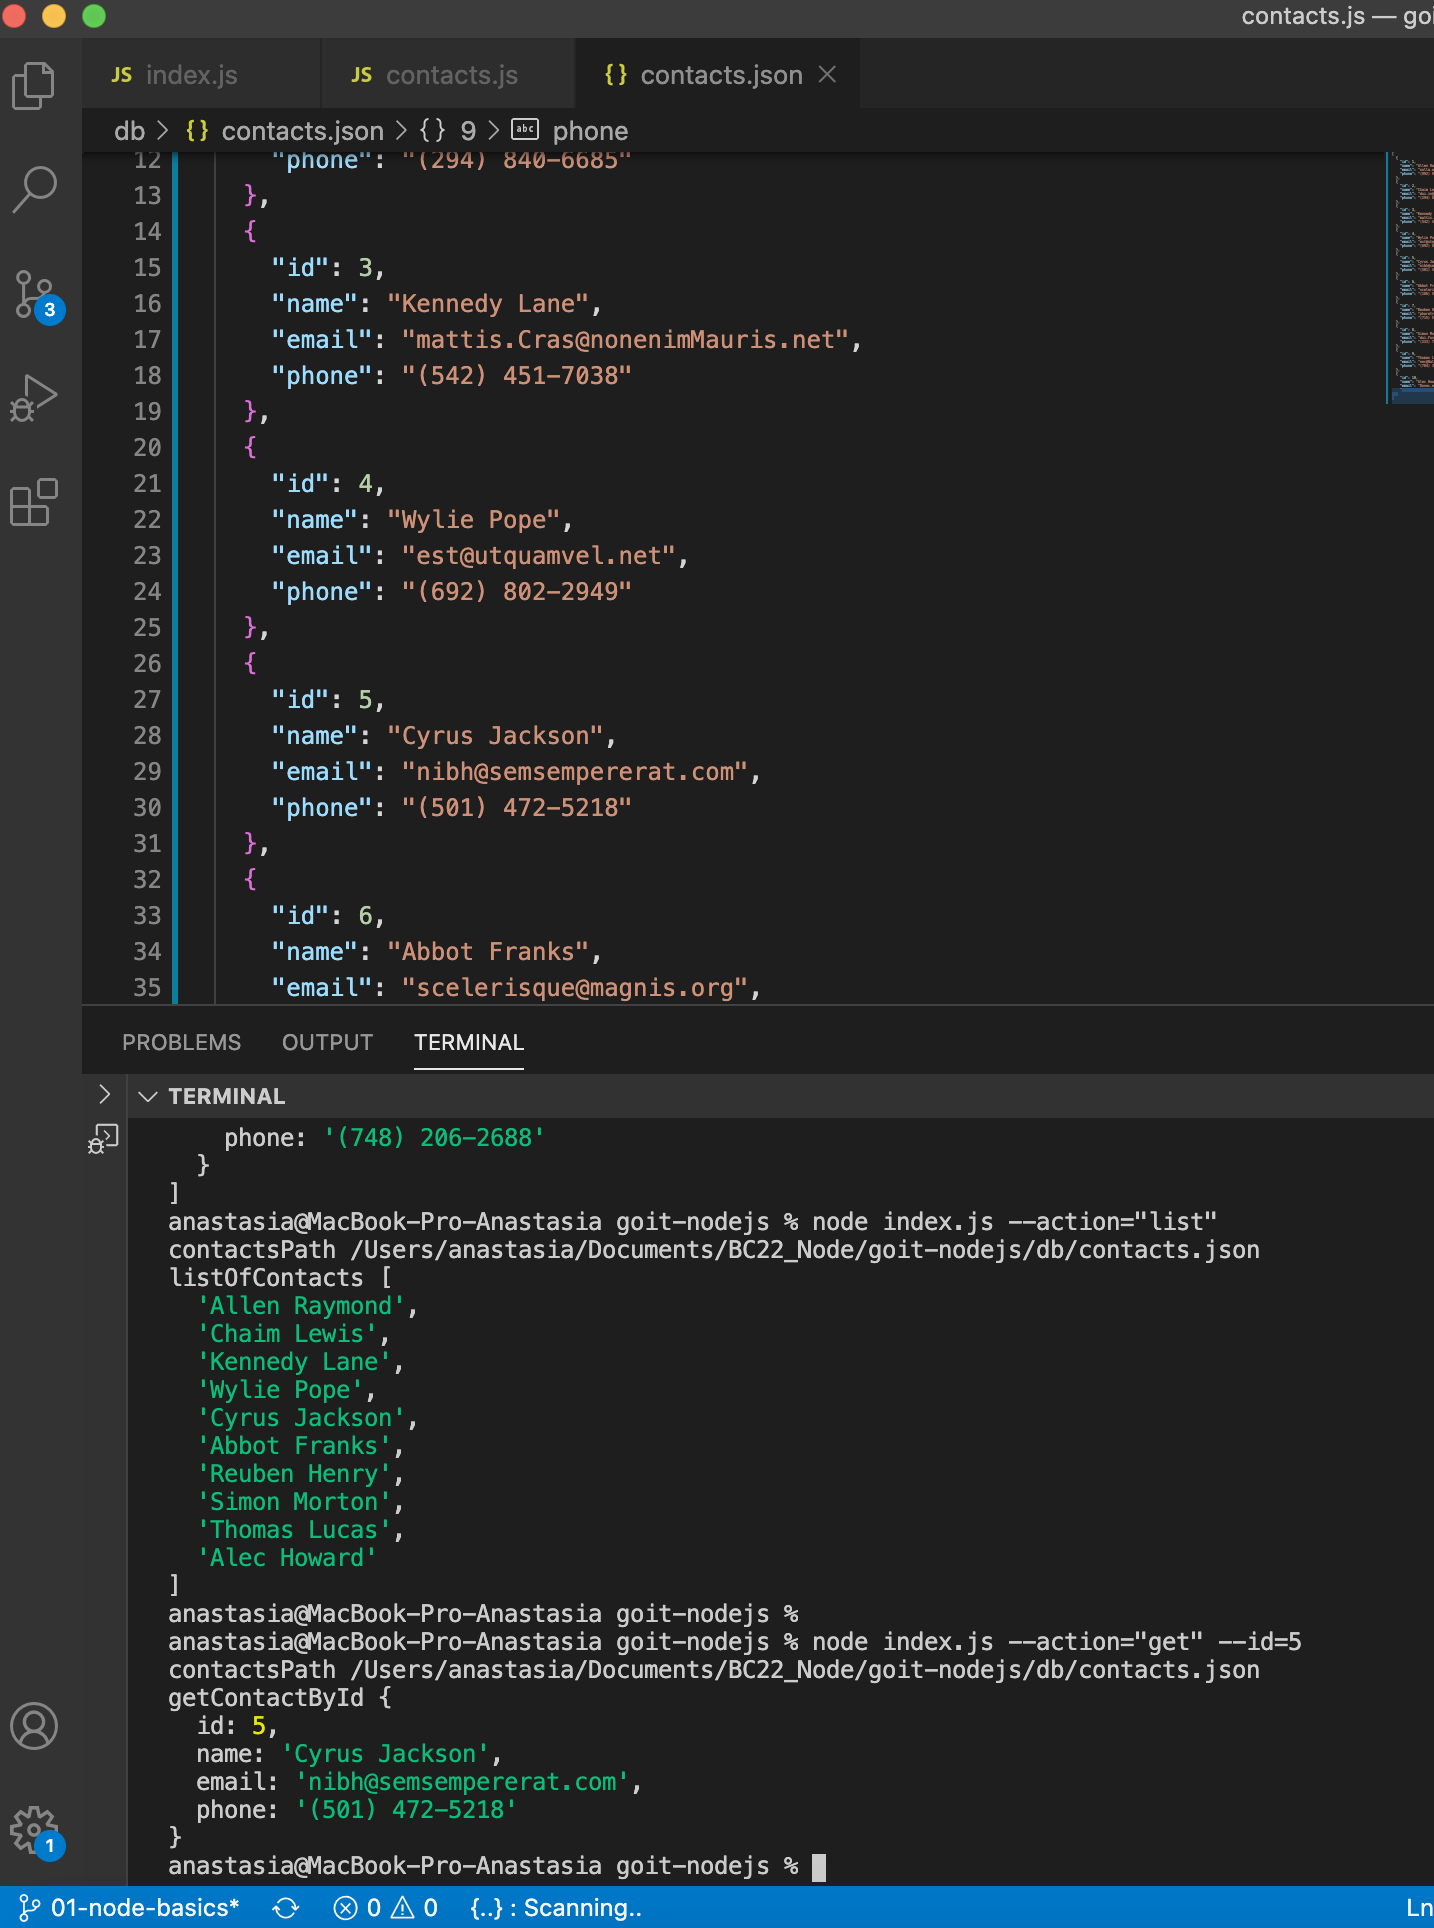 contacts.js — goi
JS index.js JS contacts.js {} contacts.json
db > {} contacts.json > {} 9 > abc phone
12 "phone": "(294) 840-6685"
13 },
14 {
15 "id": 3,
16 "name": "Kennedy Lane",
17 "email": "mattis.Cras@nonenimMauris.net",
18 "phone": "(542) 451-7038"
19 },
20 {
21 "id": 4,
22 "name": "Wylie Pope",
23 "email": "est@utquamvel.net",
24 "phone": "(692) 802-2949"
25 },
26 {
27 "id": 5,
28 "name": "Cyrus Jackson",
29 "email": "nibh@semsempererat.com",
30 "phone": "(501) 472-5218"
31 },
32 {
33 "id": 6,
34 "name": "Abbot Franks",
35 "email": "scelerisque@magnis.org",
3
PROBLEMS OUTPUT TERMINAL
TERMINAL
phone: '(748) 206-2688'
}
]
anastasia@MacBook-Pro-Anastasia goit-nodejs % node index.js --action="list"
contactsPath /Users/anastasia/Documents/BC22_Node/goit-nodejs/db/contacts.json
listOfContacts [
'Allen Raymond',
'Chaim Lewis',
'Kennedy Lane',
'Wylie Pope',
'Cyrus Jackson',
'Abbot Franks',
'Reuben Henry',
'Simon Morton',
'Thomas Lucas',
'Alec Howard'
]
anastasia@MacBook-Pro-Anastasia goit-nodejs %
anastasia@MacBook-Pro-Anastasia goit-nodejs % node index.js --action="get" --id=5
contactsPath /Users/anastasia/Documents/BC22_Node/goit-nodejs/db/contacts.json
getContactById {
id: 5,
name: 'Cyrus Jackson',
email: 'nibh@semsempererat.com',
phone: '(501) 472-5218'
}
anastasia@MacBook-Pro-Anastasia goit-nodejs %
1
01-node-basics* 0 0 {..} : Scanning.. Ln